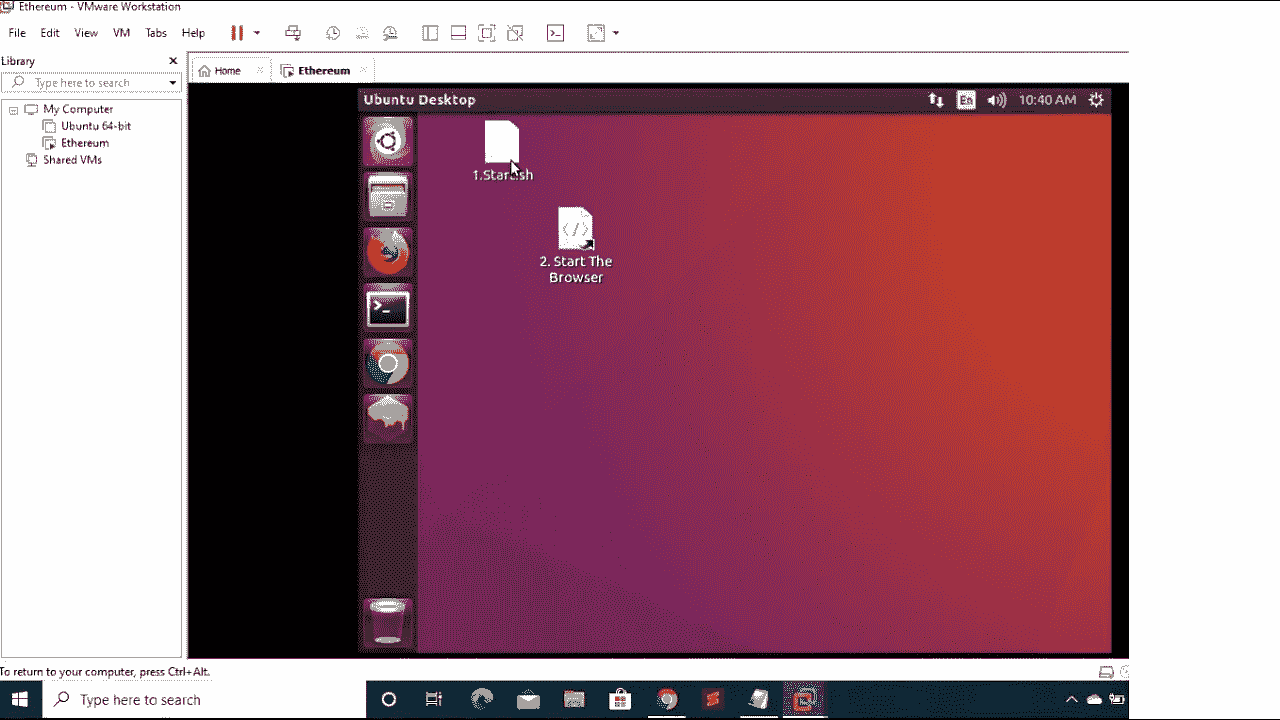 Ethereum - VMware Workstation
File Edit View VM Tabs Help
Library
Type here to search
Home
Ethereum
My Computer
Ubuntu 64-bit
Ethereum
Shared VMs
Ubuntu Desktop
En
10:40 AM
1.Start.sh
2. Start The
Browser
To return to your computer, press Ctrl+Alt.
Type here to search